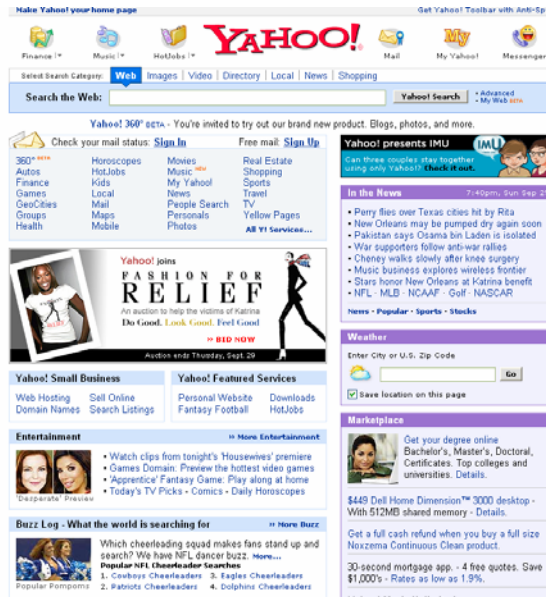 Make Yahoo! your home page
Get Yahoo! Toolbar with Anti-Sp
Finance
Music
HotJobs
YAHOO!
Mail
My Yahoo!
Messenger
Select Search Category:
Web
Images
Video
Directory
Local
News
Shopping
Search the Web:
Yahoo! Search
• Advanced
• My Web BETA
Yahoo! 360° BETA - You're invited to try out our brand new product. Blogs, photos, and more.
Check your mail status: Sign In
Free mail: Sign Up
360° BETA
Horoscopes
Movies
Real Estate
Autos
HotJobs
Music NEW
Shopping
Finance
Kids
My Yahoo!
Sports
Games
Local
News
Travel
GeoCities
Mail
People Search
TV
Groups
Maps
Personals
Yellow Pages
Health
Mobile
Photos
All Y! Services...
Yahoo! joins
FASHION FOR
RELIEF
An auction to help the victims of Katrina
Do Good. Look Good. Feel Good
›› BID NOW
Auction ends Thursday, Sept. 29
Yahoo! Small Business
Web Hosting
Sell Online
Domain Names
Search Listings
Yahoo! Featured Services
Personal Website
Downloads
Fantasy Football
HotJobs
Entertainment
›› More Entertainment
• Watch clips from tonight's 'Housewives' premiere
• Games Domain: Preview the hottest video games
• 'Apprentice' Fantasy Game: Play along at home
• Today's TV Picks - Comics - Daily Horoscopes
'Desperate' Preview
Buzz Log - What the world is searching for
›› More Buzz
Which cheerleading squad makes fans stand up and
search? We have NFL dancer buzz. More...
Popular NFL Cheerleader Searches
1. Cowboys Cheerleaders
3. Eagles Cheerleaders
2. Patriots Cheerleaders
4. Dolphins Cheerleaders
Popular Pompoms
Yahoo! presents IMU
Can three couples stay together
using only Yahoo!? Check it out.
IMU
In the News
7:40pm, Sun Sep 25
• Perry flies over Texas cities hit by Rita
• New Orleans may be pumped dry again soon
• Pakistan says Osama bin Laden is isolated
• War supporters follow anti-war rallies
• Cheney walks slowly after knee surgery
• Music business explores wireless frontier
• Stars honor New Orleans at Katrina benefit
• NFL - MLB - NCAAF - Golf - NASCAR
News - Popular - Sports - Stocks
Weather
Enter City or U.S. Zip Code
Go
Save location on this page
Marketplace
Get your degree online
Bachelor's, Master's, Doctoral,
Certificates. Top colleges and
universities. Details.
$449 Dell Home Dimension™ 3000 desktop -
With 512MB shared memory - Details.
Get a full cash refund when you buy a full size
Noxzema Continuous Clean product.
30-second mortgage app. - 4 free quotes. Save
$1,000's - Rates as low as 1.9%.